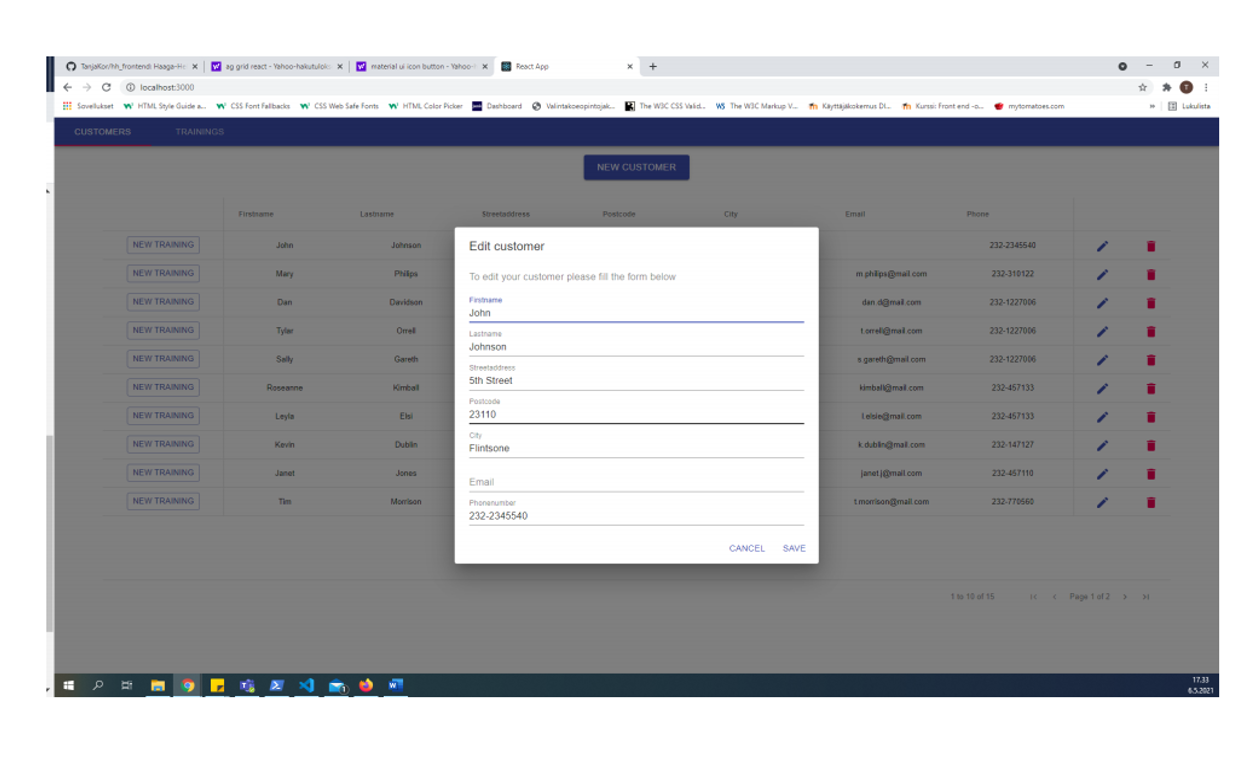 TanjaKor/hh_frontend: Haaga-He
ag grid react - Yahoo-hakutuloks
material ui icon button - Yahoo-h
React App
localhost:3000
Sovellukset HTML Style Guide a... CSS Font Fallbacks CSS Web Safe Fonts HTML Color Picker Dashboard Valintakoepintojak... The W3C CSS Valid... The W3C Markup V... Käyttäjäkokemus DI... Kurssi: Front end -o... mytomatoes.com » Lukulista
CUSTOMERS TRAININGS
NEW CUSTOMER
Firstname Lastname Streetaddress Postcode City Email Phone
NEW TRAINING John Johnson 232-2345540
NEW TRAINING Mary Philips m.philips@mail.com 232-310122
NEW TRAINING Dan Davidson dan.d@mail.com 232-1227006
NEW TRAINING Tyler Orrell t.orrell@mail.com 232-1227006
NEW TRAINING Sally Gareth s.gareth@mail.com 232-1227006
NEW TRAINING Roseanne Kimball kimball@mail.com 232-457133
NEW TRAINING Leyla Elsi l.elsie@mail.com 232-457133
NEW TRAINING Kevin Dublin k.dublin@mail.com 232-147127
NEW TRAINING Janet Jones janet.j@mail.com 232-457110
NEW TRAINING Tim Morrison t.morrison@mail.com 232-770560
Edit customer
To edit your customer please fill the form below
Firstname
John
Lastname
Johnson
Streetaddress
5th Street
Postcode
23110
City
Flintsone
Email
Phonenumber
232-2345540
CANCEL SAVE
1 to 10 of 15 Page 1 of 2
17.33
6.5.2021